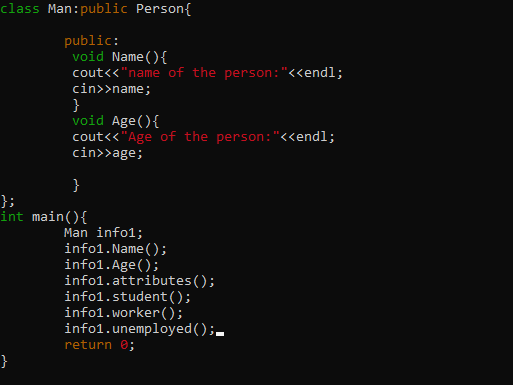 class Man:public Person{
public:
void Name(){
cout<<"name of the person:"<<endl;
cin>>name;
}
void Age(){
cout<<"Age of the person:"<<endl;
cin>>age;
}
};
int main(){
Man info1;
info1.Name();
info1.Age();
info1.attributes();
info1.student();
info1.worker();
info1.unemployed();
return 0;
}